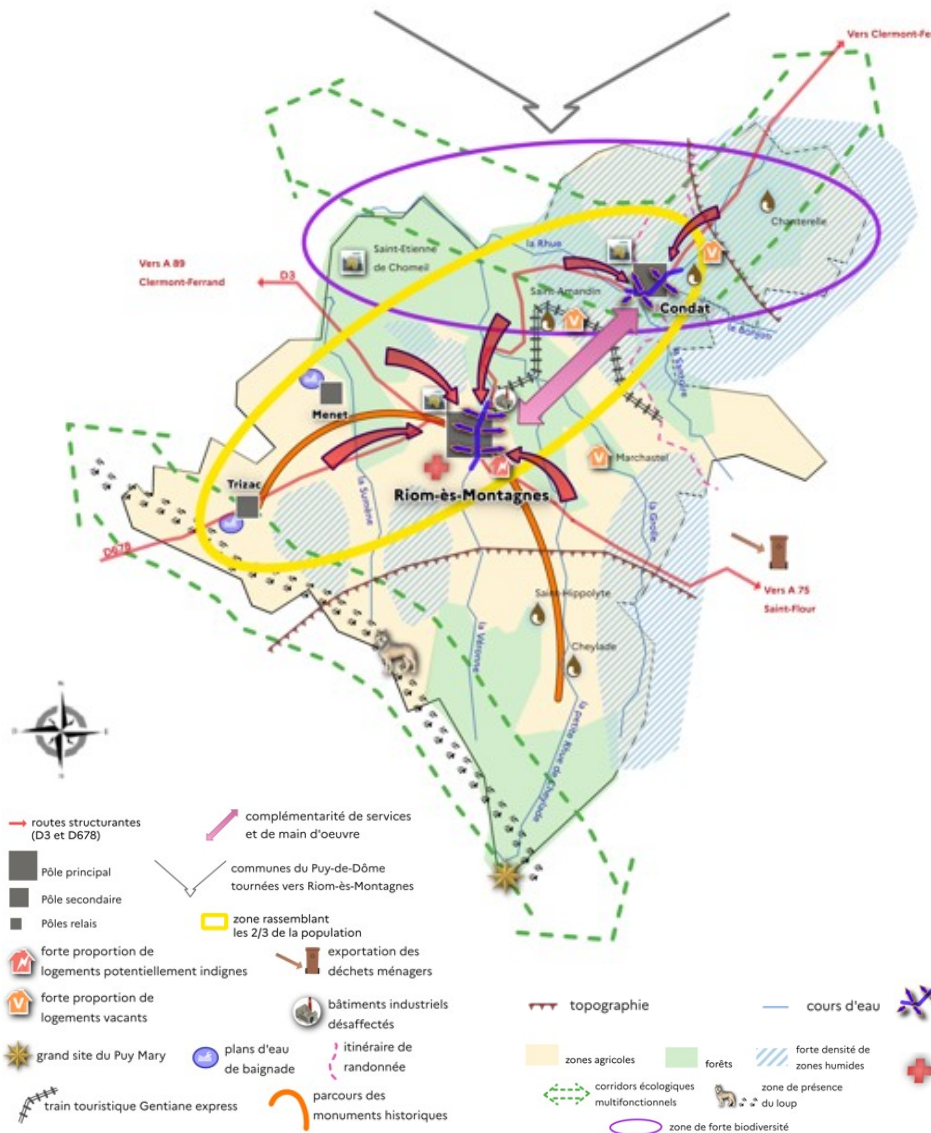 Vers Clermont-Fe
Chanterelle
la Rhue
Saint-Etienne
de Chomeil
Vers A 89
Clermont-Ferrand
D3
Saint-Amandin
Condat
la Santoire
Menet
Marchastel
Trizac
la Sumène
Riom-ès-Montagnes
D678
Vers A 75
Saint-Flour
Saint-Hippolyte
la Véronne
Cheylade
la petite Rhue de Cheylade
N
E
S
O
routes structurantes
(D3 et D678)
Pôle principal
Pôle secondaire
Pôles relais
forte proportion de
logements potentiellement indignes
V
forte proportion de
logements vacants
grand site du Puy Mary
train touristique Gentiane express
complémentarité de services
et de main d'oeuvre
communes du Puy-de-Dôme
tournées vers Riom-ès-Montagnes
zone rassemblant
les 2/3 de la population
exportation des
déchets ménagers
bâtiments industriels
désaffectés
plans d'eau
de baignade
itinéraire de
randonnée
parcours des
monuments historiques
topographie
cours d'eau
zones agricoles
forêts
forte densité de
zones humides
corridors écologiques
multifonctionnels
zone de présence
du loup
zone de forte biodiversité